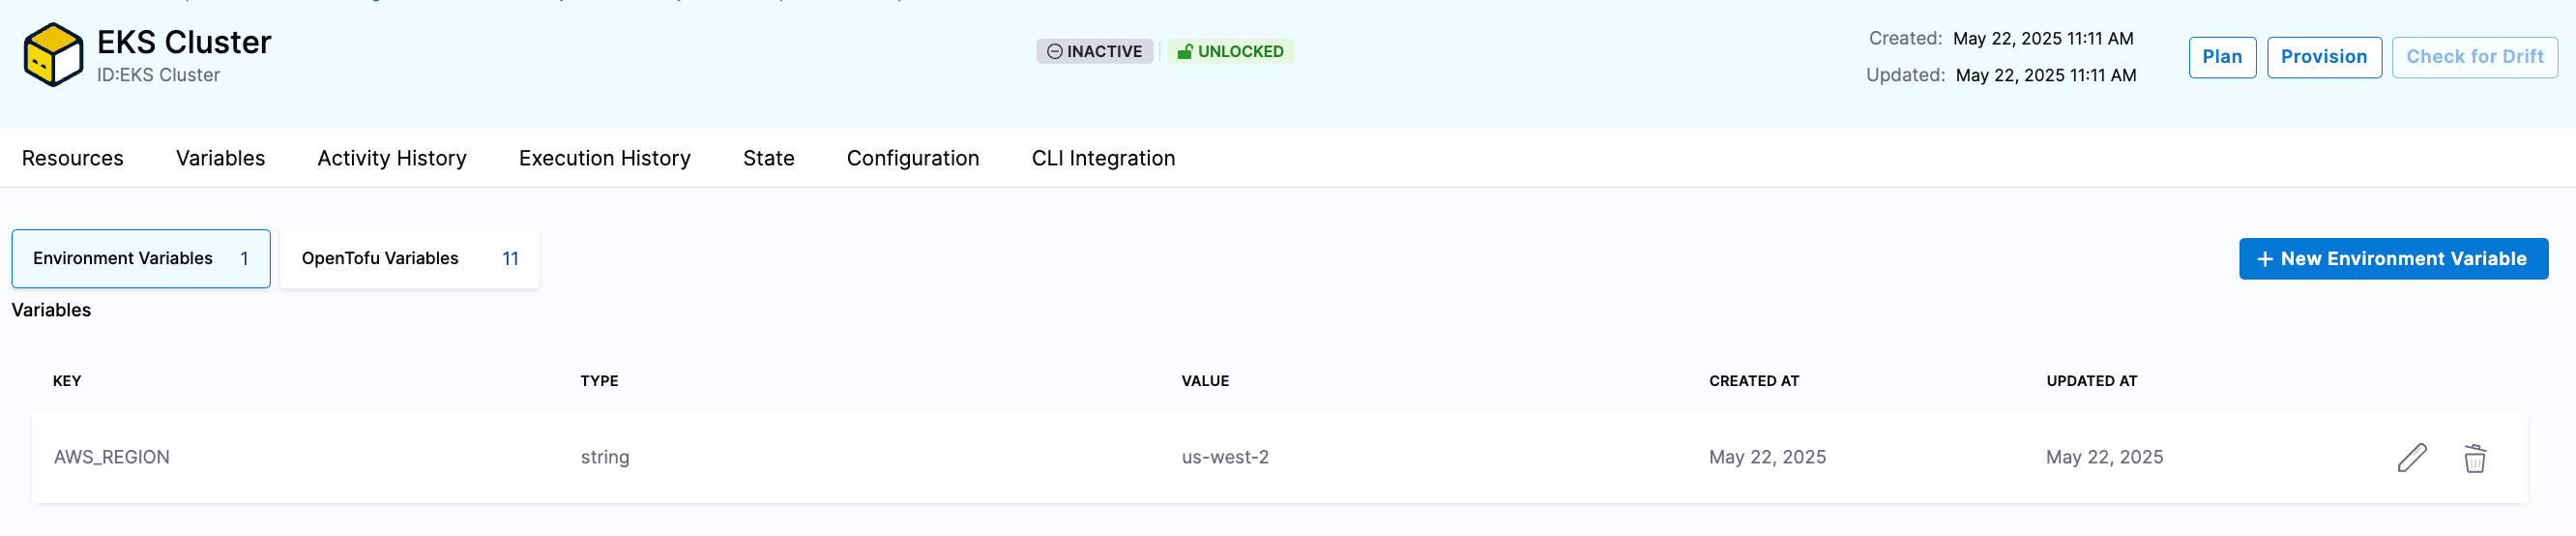 EKS Cluster
ID:EKS Cluster
INACTIVE
UNLOCKED
Created: May 22, 2025 11:11 AM
Updated: May 22, 2025 11:11 AM
Plan
Provision
Check for Drift
Resources Variables Activity History Execution History State Configuration CLI Integration
Environment Variables 1
OpenTofu Variables 11
+ New Environment Variable
Variables
KEY TYPE VALUE CREATED AT UPDATED AT
AWS_REGION string us-west-2 May 22, 2025 May 22, 2025